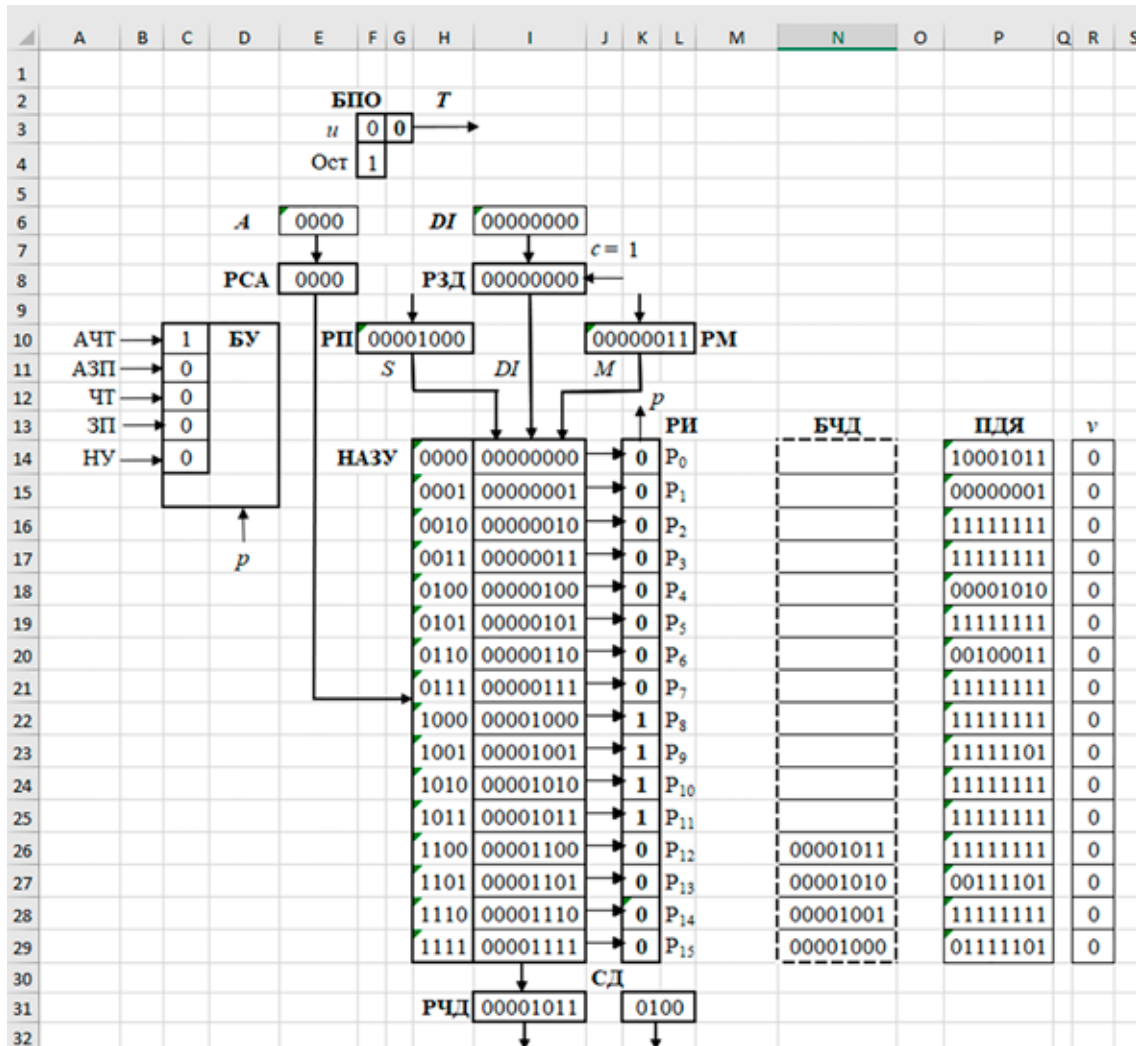 A B C D E F G H I J K L M N O P Q R S
1
2 БПО T
3 u 0 0
4 Ост 1
5
6 A 0000 DI 00000000
7 c = 1
8 РСА 0000 РЗД 00000000
9
10 АЧТ 1 БУ РП 00001000 00000011 РМ
11 АЗП 0 S DI M
12 ЧТ 0 p
13 ЗП 0 РИ БЧД ПДЯ v
14 НУ 0 НАЗУ 0000 00000000 0 P0 10001011 0
15 0001 00000001 0 P1 00000001 0
16 0010 00000010 0 P2 11111111 0
17 p 0011 00000011 0 P3 11111111 0
18 0100 00000100 0 P4 00001010 0
19 0101 00000101 0 P5 11111111 0
20 0110 00000110 0 P6 00100011 0
21 0111 00000111 0 P7 11111111 0
22 1000 00001000 1 P8 11111111 0
23 1001 00001001 1 P9 11111101 0
24 1010 00001010 1 P10 11111111 0
25 1011 00001011 1 P11 11111111 0
26 1100 00001100 0 P12 00001011 11111111 0
27 1101 00001101 0 P13 00001010 00111101 0
28 1110 00001110 0 P14 00001001 11111111 0
29 1111 00001111 0 P15 00001000 01111101 0
30 СД
31 РЧД 00001011 0100
32